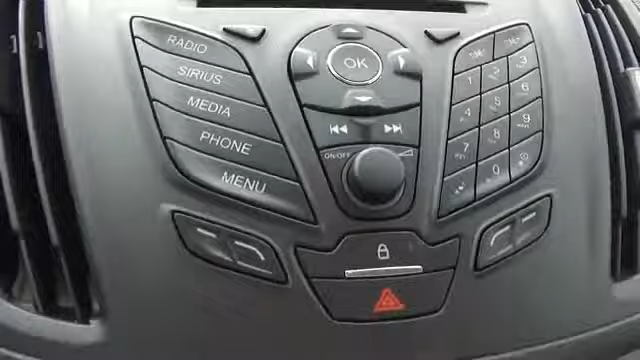 RADIO
SIRIUS
MEDIA
PHONE
MENU
OK
ON/OFF
1 2 3
4 5 6
7 8 9
0